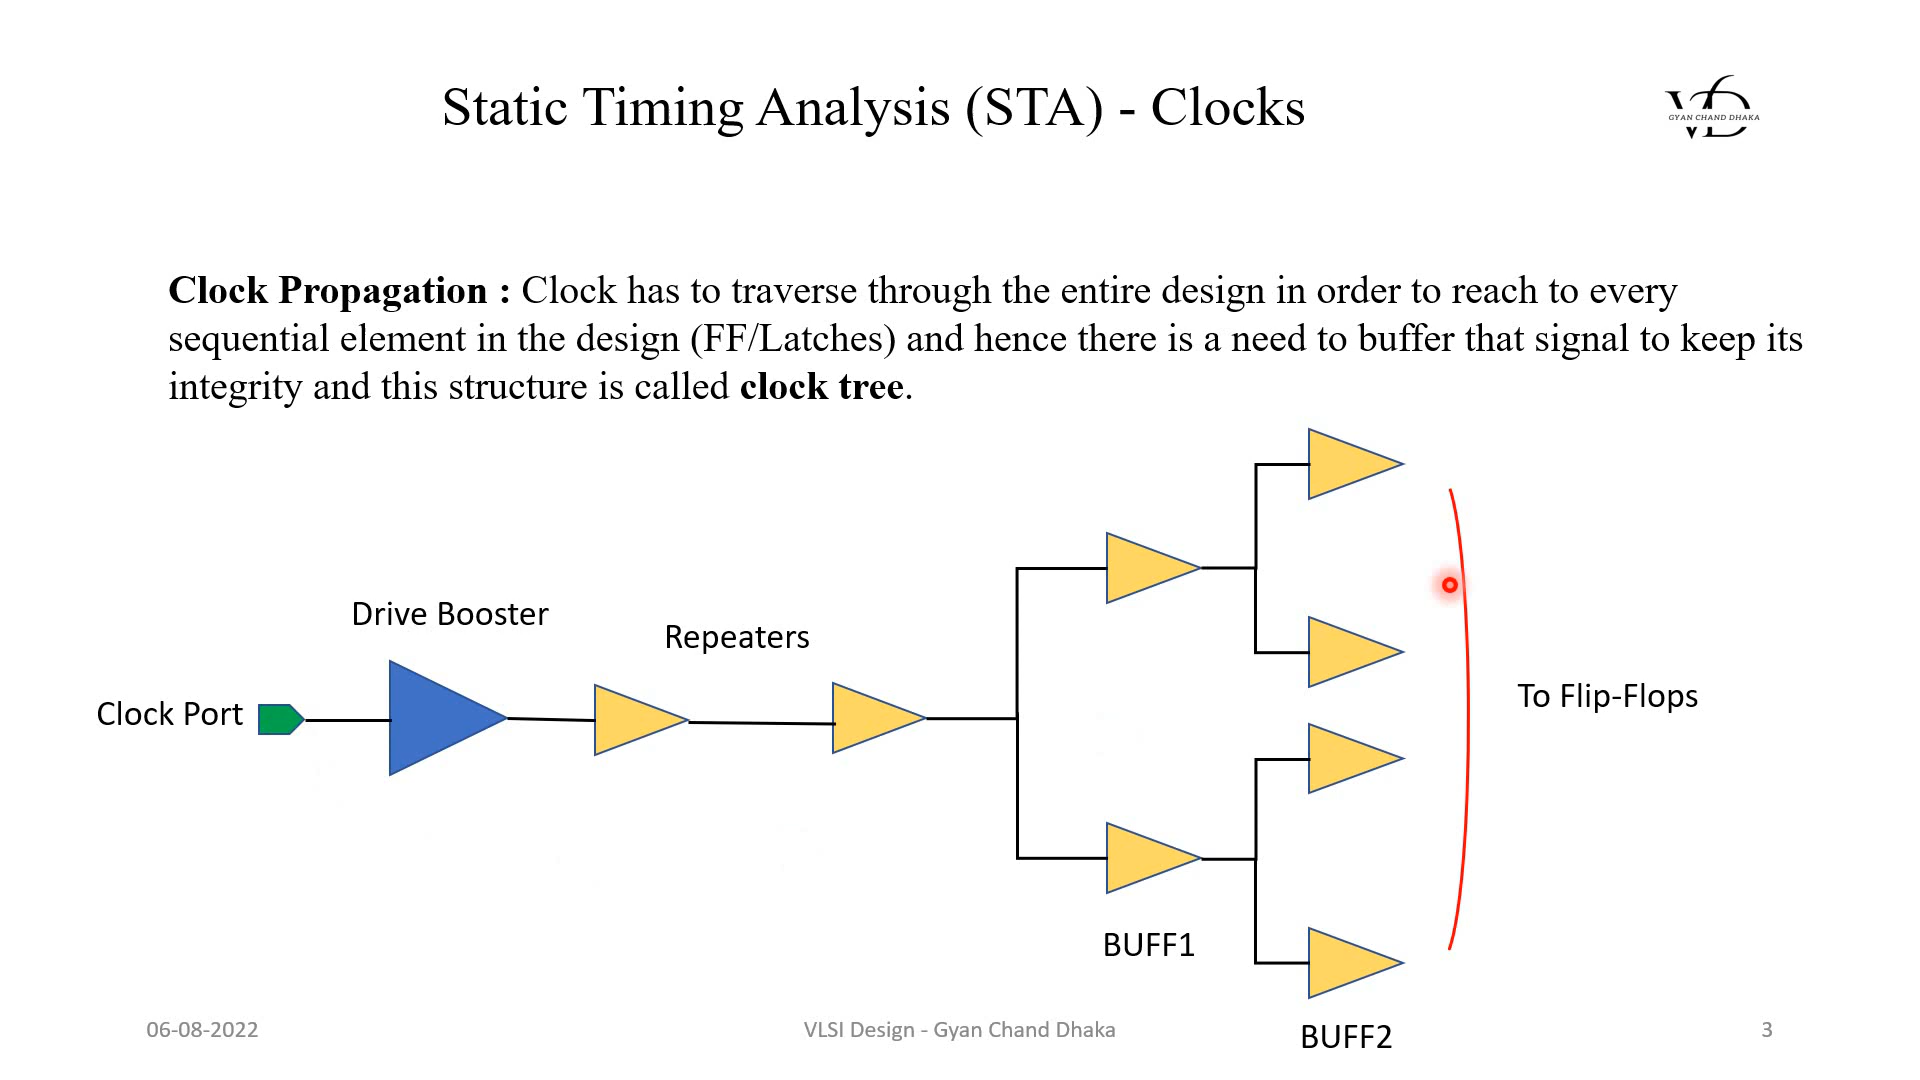 Static Timing Analysis (STA) - Clocks
VD
GYAN CHAND DHAKA
Clock Propagation : Clock has to traverse through the entire design in order to reach to every
sequential element in the design (FF/Latches) and hence there is a need to buffer that signal to keep its
integrity and this structure is called clock tree.
Drive Booster
Repeaters
Clock Port
To Flip-Flops
BUFF1
BUFF2
06-08-2022
VLSI Design - Gyan Chand Dhaka
3